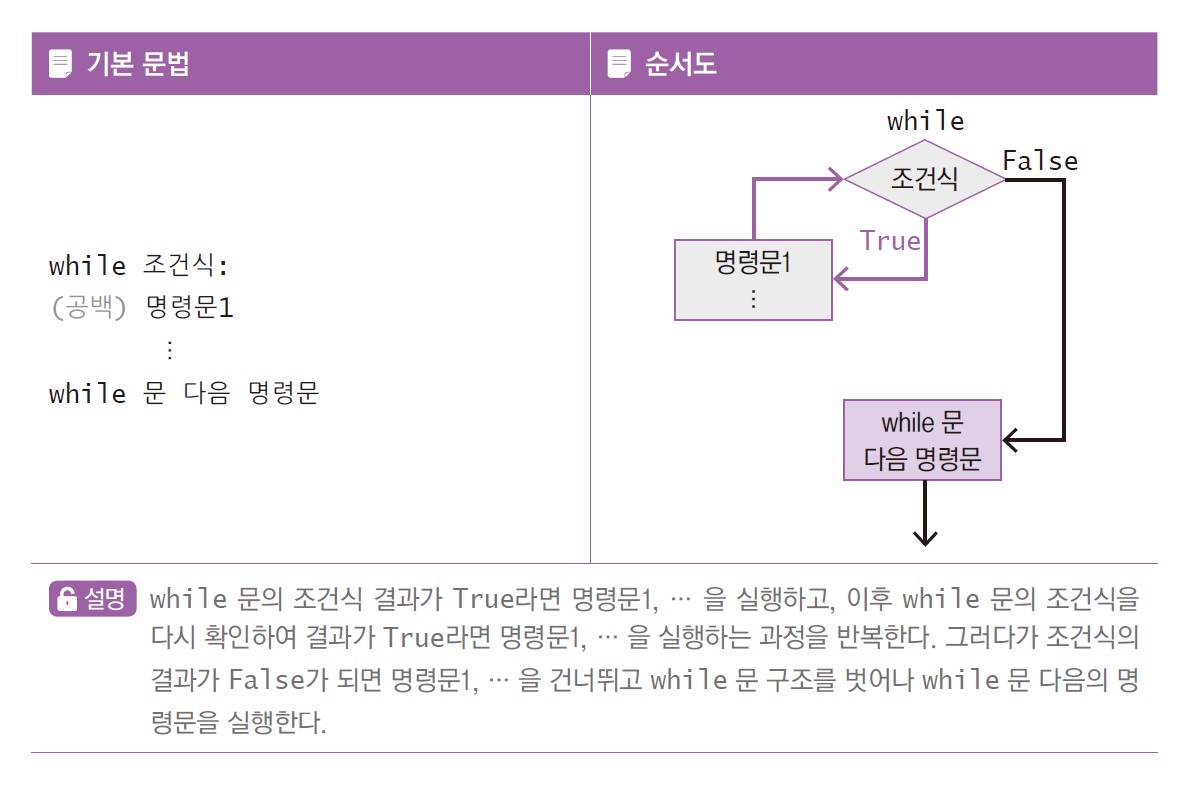 기본 문법
순서도
while 조건식:
(공백) 명령문1
⋮
while 문 다음 명령문
while
조건식
False
True
명령문1
⋮
while 문
다음 명령문
설명
while 문의 조건식 결과가 True라면 명령문1, … 을 실행하고, 이후 while 문의 조건식을
다시 확인하여 결과가 True라면 명령문1, … 을 실행하는 과정을 반복한다. 그러다가 조건식의
결과가 False가 되면 명령문1, … 을 건너뛰고 while 문 구조를 벗어나 while 문 다음의 명
령문을 실행한다.